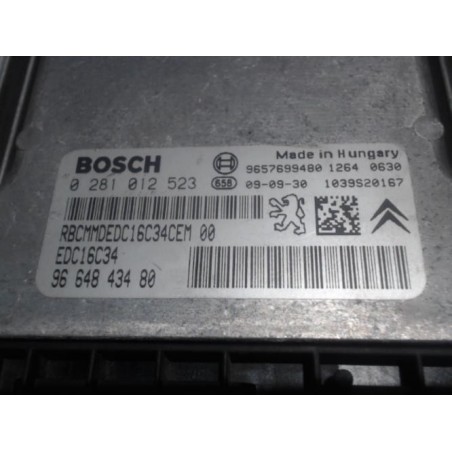 BOSCH
Made in Hungary
9657699480 1264 0630
0 281 012 523
658
09-09-30 1039S20167
RBCMMDEDC16C34CEM 00
EDC16C34
96 648 434 80